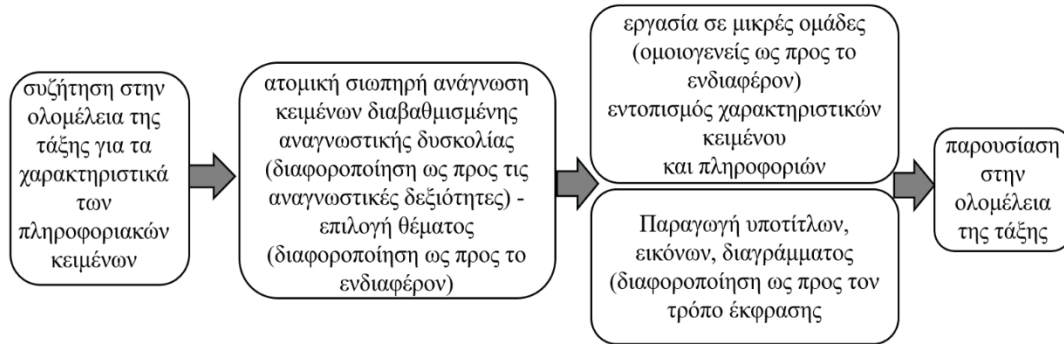 συζήτηση στην
ολομέλεια της
τάξης για τα
χαρακτηριστικά
των
πληροφοριακών
κειμένων
ατομική σιωπηρή ανάγνωση
κειμένων διαβαθμισμένης
αναγνωστικής δυσκολίας
(διαφοροποίηση ως προς τις
αναγνωστικές δεξιότητες) -
επιλογή θέματος
(διαφοροποίηση ως προς το
ενδιαφέρον)
εργασία σε μικρές ομάδες
(ομοιογενείς ως προς το
ενδιαφέρον)
εντοπισμός χαρακτηριστικών
κειμένου
και πληροφοριών
Παραγωγή υποτίτλων,
εικόνων, διαγράμματος
(διαφοροποίηση ως προς τον
τρόπο έκφρασης
παρουσίαση
στην
ολομέλεια
της τάξης